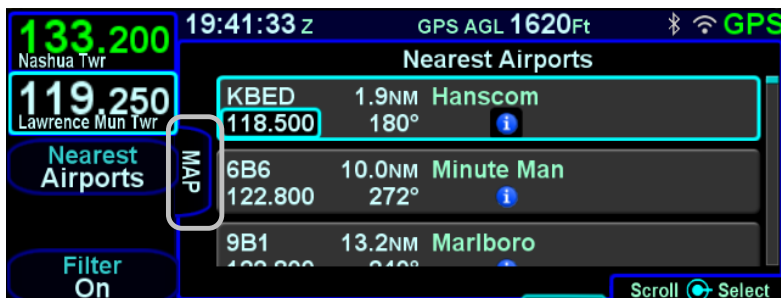 133.200
Nashua Twr
19:41:33 Z
GPS AGL 1620Ft
GPS
Nearest Airports
119.250
Lawrence Mun Twr
KBED 1.9NM Hanscom
118.500 180°
Nearest
Airports
MAP
6B6 10.0NM Minute Man
122.800 272°
9B1 13.2NM Marlboro
Filter
On
Scroll Select